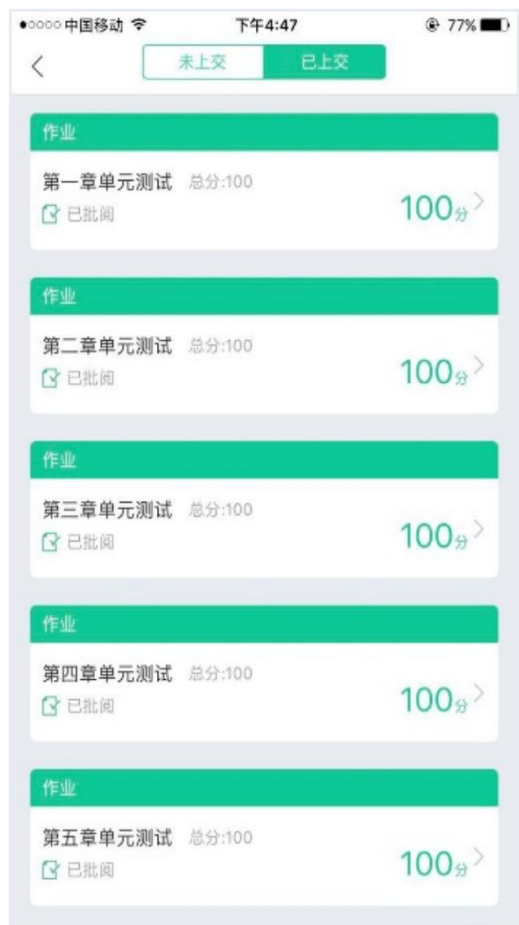 中国移动 下午4:47 77%
未上交 已上交
作业
第一章单元测试 总分:100
已批阅
100分
作业
第二章单元测试 总分:100
已批阅
100分
作业
第三章单元测试 总分:100
已批阅
100分
作业
第四章单元测试 总分:100
已批阅
100分
作业
第五章单元测试 总分:100
已批阅
100分